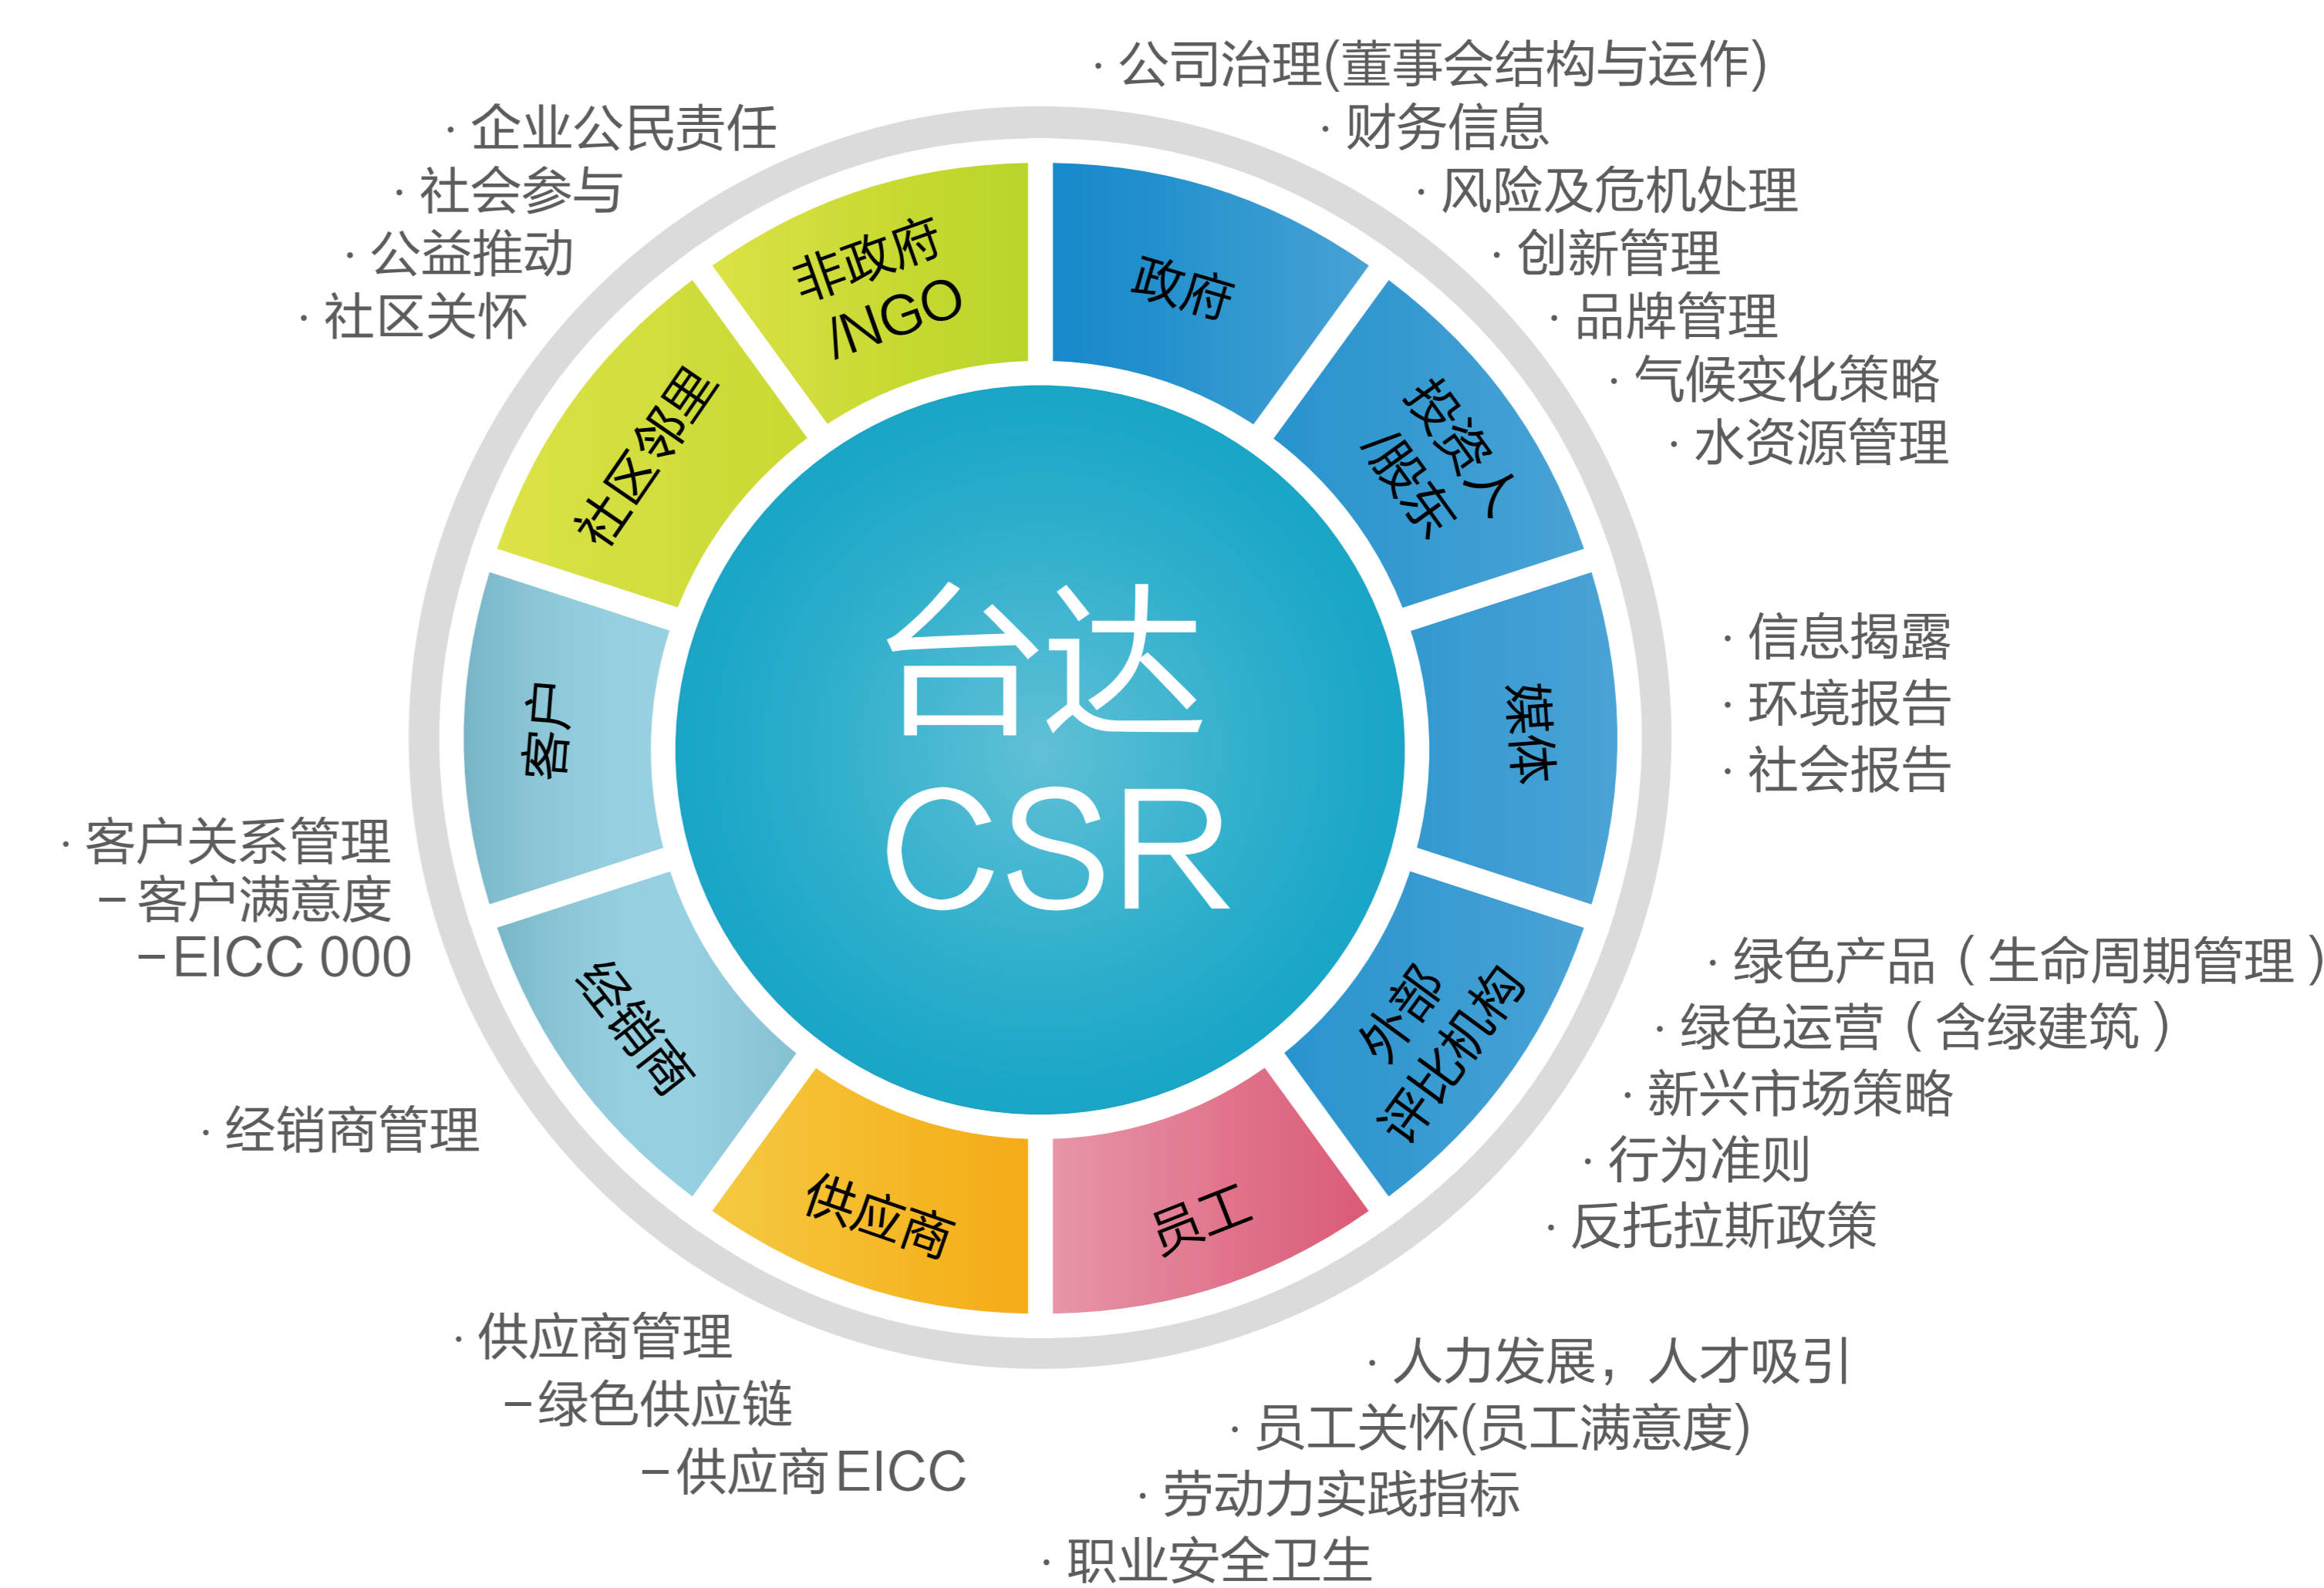 · 公司治理(董事会结构与运作)
· 财务信息
· 风险及危机处理
· 创新管理
· 品牌管理
· 气候变化策略
· 水资源管理
· 企业公民责任
· 社会参与
· 公益推动
· 社区关怀
非政府
/NGO
政府
投资人
/股东
媒体
外部
评比机构
员工
供应商
经销商
客户
社区邻里
台达
CSR
· 信息揭露
· 环境报告
· 社会报告
· 客户关系管理
– 客户满意度
–EICC 000
· 绿色产品（生命周期管理）
· 绿色运营（含绿建筑）
· 新兴市场策略
· 行为准则
· 反托拉斯政策
· 经销商管理
· 供应商管理
–绿色供应链
–供应商EICC
· 人力发展，人才吸引
· 员工关怀(员工满意度)
· 劳动力实践指标
· 职业安全卫生